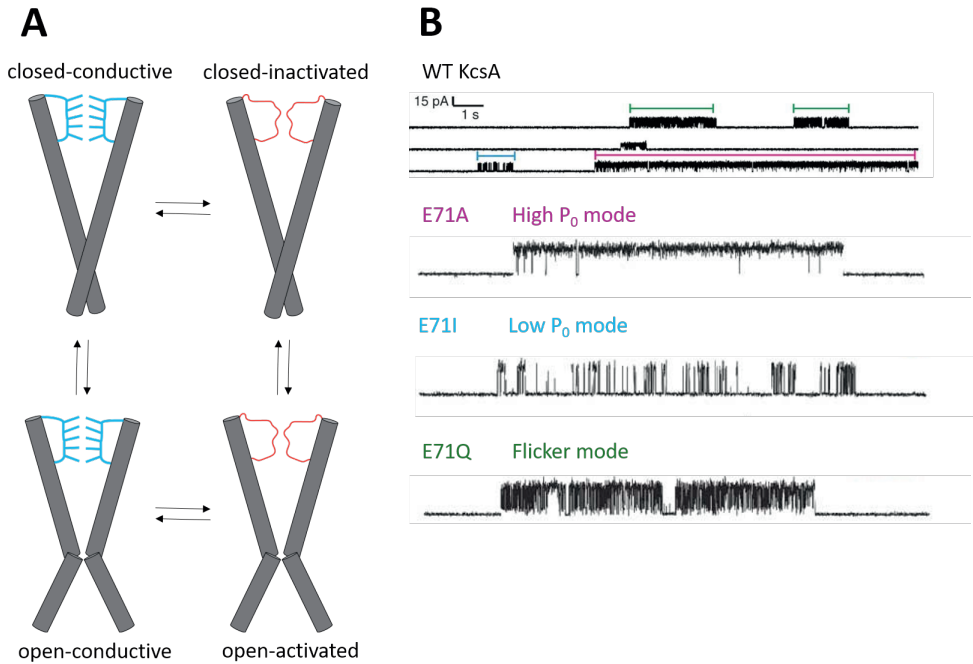 A
closed-conductive
closed-inactivated
open-conductive
open-activated
B
WT KcsA
15 pA
1 s
E71A High P0 mode
E71I Low P0 mode
E71Q Flicker mode